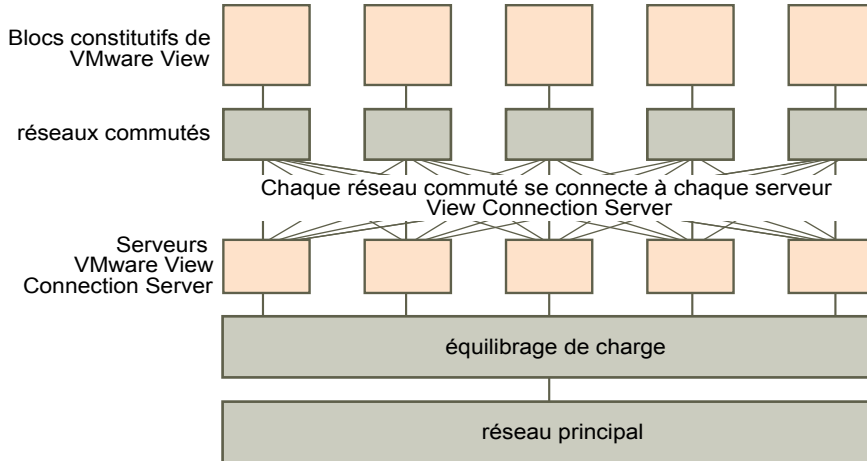 Blocs constitutifs de
VMware View
réseaux commutés
Chaque réseau commuté se connecte à chaque serveur
View Connection Server
Serveurs
VMware View
Connection Server
équilibrage de charge
réseau principal